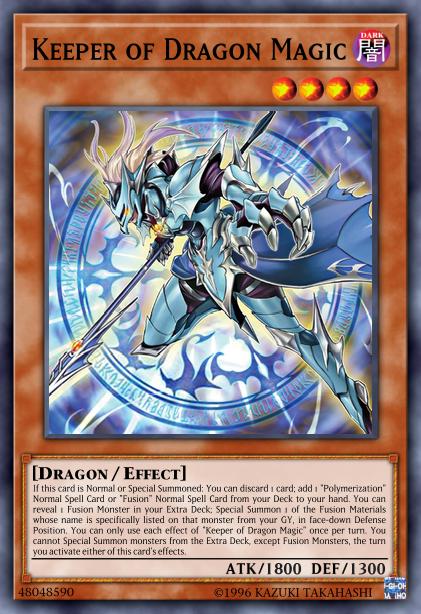 KEEPER OF DRAGON MAGIC
DARK
闇
[DRAGON / EFFECT]
If this card is Normal or Special Summoned: You can discard 1 card; add 1 "Polymerization"
Normal Spell Card or "Fusion" Normal Spell Card from your Deck to your hand. You can
reveal 1 Fusion Monster in your Extra Deck; Special Summon 1 of the Fusion Materials
whose name is specifically listed on that monster from your GY, in face-down Defense
Position. You can only use each effect of "Keeper of Dragon Magic" once per turn. You
cannot Special Summon monsters from the Extra Deck, except Fusion Monsters, the turn
you activate either of this card's effects.
ATK/1800 DEF/1300
48048590
©1996 KAZUKI TAKAHASHI